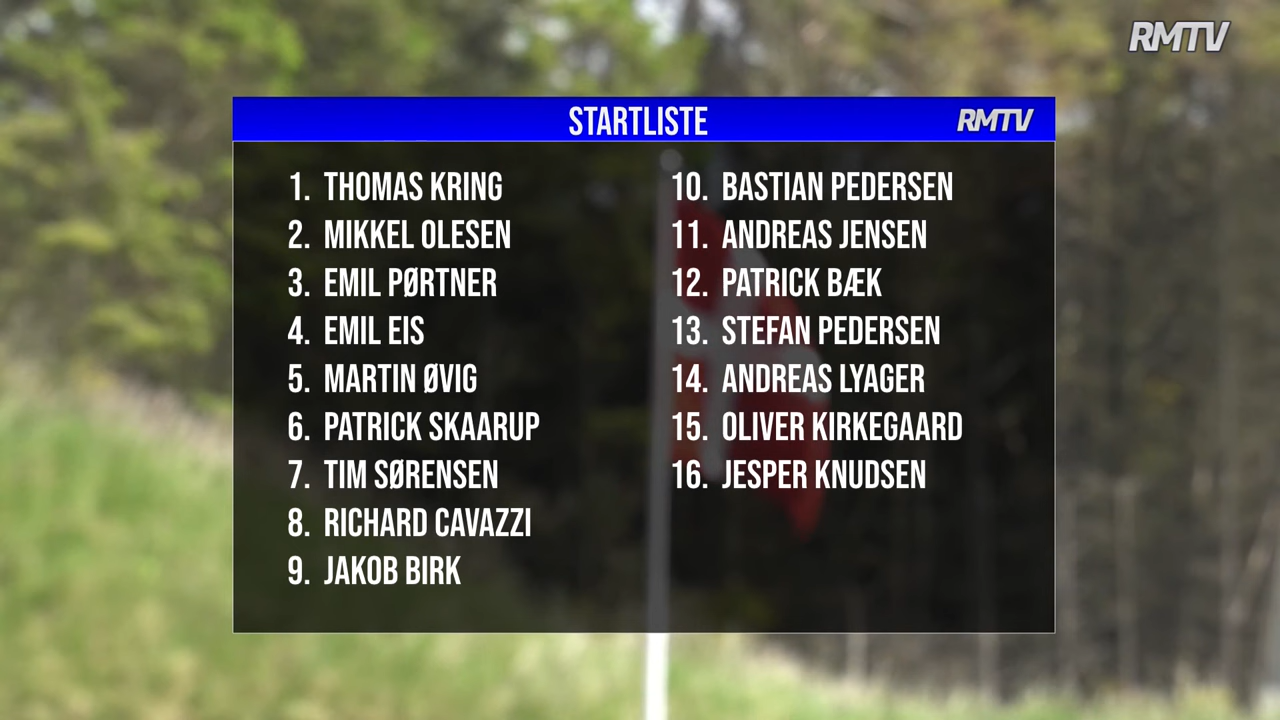 RMTV
STARTLISTE RMTV
1. THOMAS KRING
2. MIKKEL OLESEN
3. EMIL PØRTNER
4. EMIL EIS
5. MARTIN ØVIG
6. PATRICK SKAARUP
7. TIM SØRENSEN
8. RICHARD CAVAZZI
9. JAKOB BIRK
10. BASTIAN PEDERSEN
11. ANDREAS JENSEN
12. PATRICK BÆK
13. STEFAN PEDERSEN
14. ANDREAS LYAGER
15. OLIVER KIRKEGAARD
16. JESPER KNUDSEN